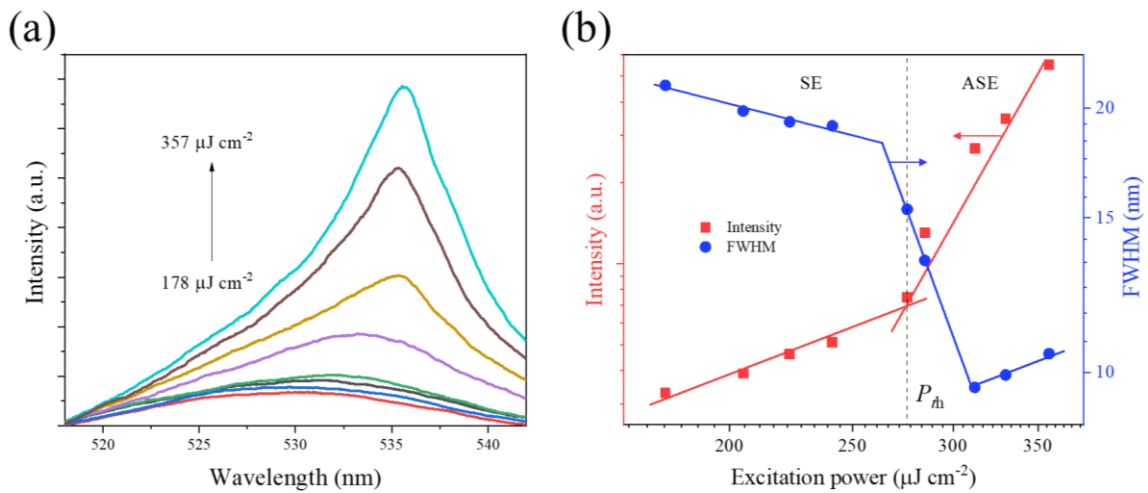 (a)
Intensity (a.u.)
357 μJ cm⁻²
178 μJ cm⁻²
520 525 530 535 540
Wavelength (nm)
(b)
SE ASE
Intensity (a.u.)
Intensity
FWHM
P_th
20
15
10
FWHM (nm)
200 250 300 350
Excitation power (μJ cm⁻²)